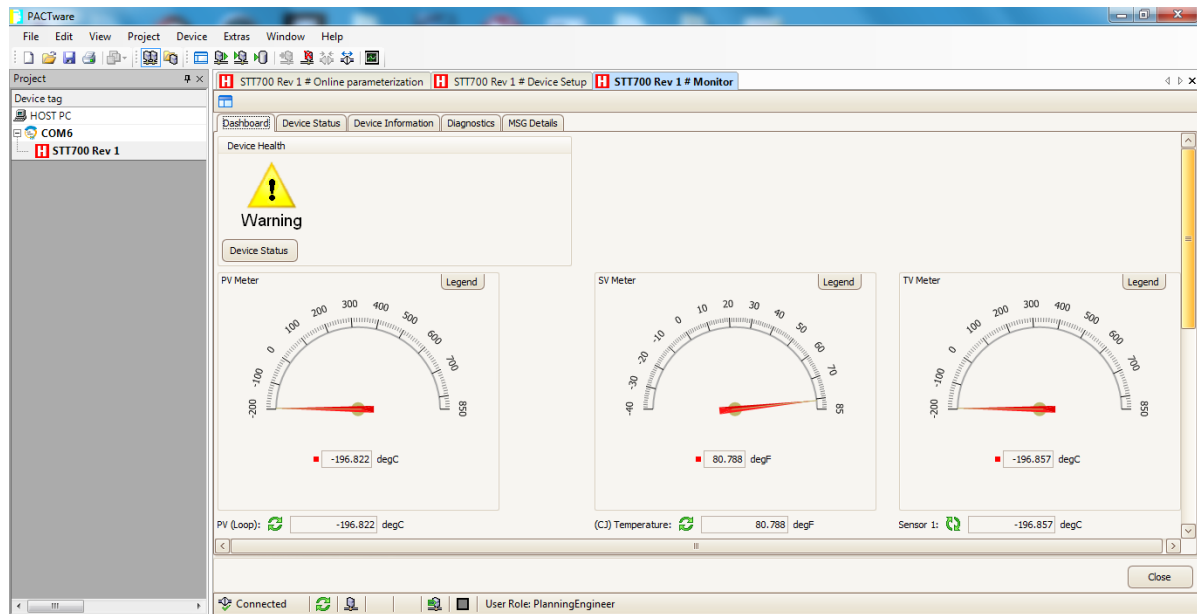 PACTware
File Edit View Project Device Extras Window Help
Project
Device tag
HOST PC
COM6
STT700 Rev 1
STT700 Rev 1 # Online parameterization STT700 Rev 1 # Device Setup STT700 Rev 1 # Monitor
Dashboard Device Status Device Information Diagnostics MSG Details
Device Health
Warning
Device Status
PV Meter Legend
-200 -100 0 100 200 300 400 500 600 700 850
-196.822 degC
SV Meter Legend
-40 -30 -20 -10 0 10 20 30 40 50 60 70 85
80.788 degF
TV Meter Legend
-200 -100 0 100 200 300 400 500 600 700 850
-196.857 degC
PV (Loop): -196.822 degC (CJ) Temperature: 80.788 degF Sensor 1: -196.857 degC
Close
Connected User Role: PlanningEngineer